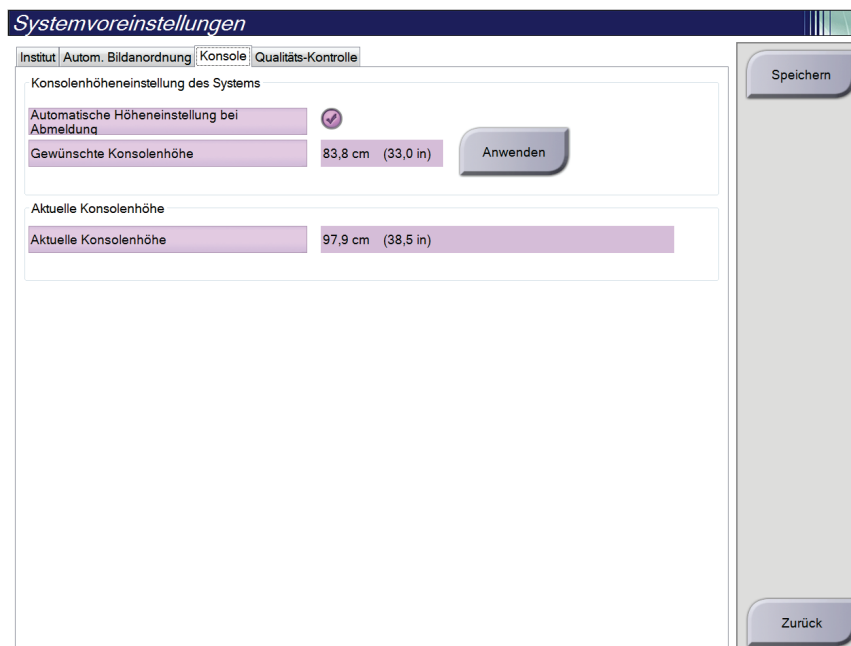 Systemvoreinstellungen
Institut Autom. Bildanordnung Konsole Qualitäts-Kontrolle
Konsolenhöheneinstellung des Systems
Automatische Höheneinstellung bei
Abmeldung
Gewünschte Konsolenhöhe 83,8 cm (33,0 in) Anwenden
Aktuelle Konsolenhöhe
Aktuelle Konsolenhöhe 97,9 cm (38,5 in)
Speichern
Zurück